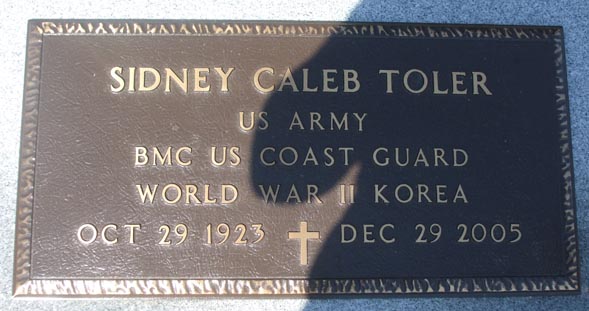 SIDNEY CALEB TOLER
US ARMY
BMC US COAST GUARD
WORLD WAR II KOREA
OCT 29 1923 DEC 29 2005